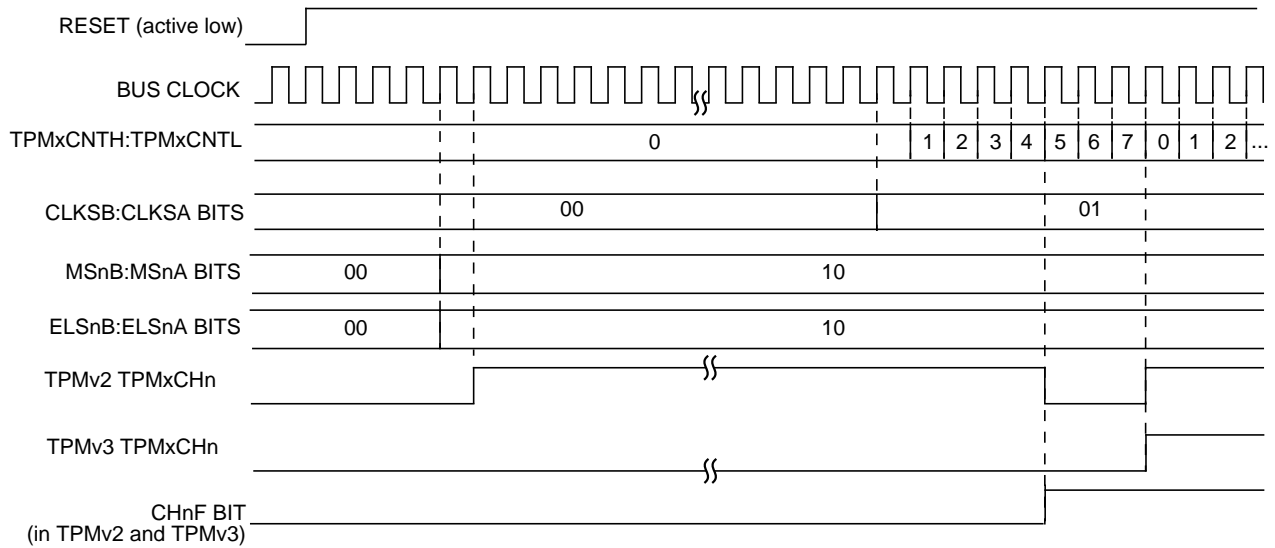 RESET (active low)
BUS CLOCK
TPMxCNTH:TPMxCNTL 0 1 2 3 4 5 6 7 0 1 2 ...
CLKSB:CLKSA BITS 00 01
MSnB:MSnA BITS 00 10
ELSnB:ELSnA BITS 00 10
TPMv2 TPMxCHn
TPMv3 TPMxCHn
CHnF BIT
(in TPMv2 and TPMv3)